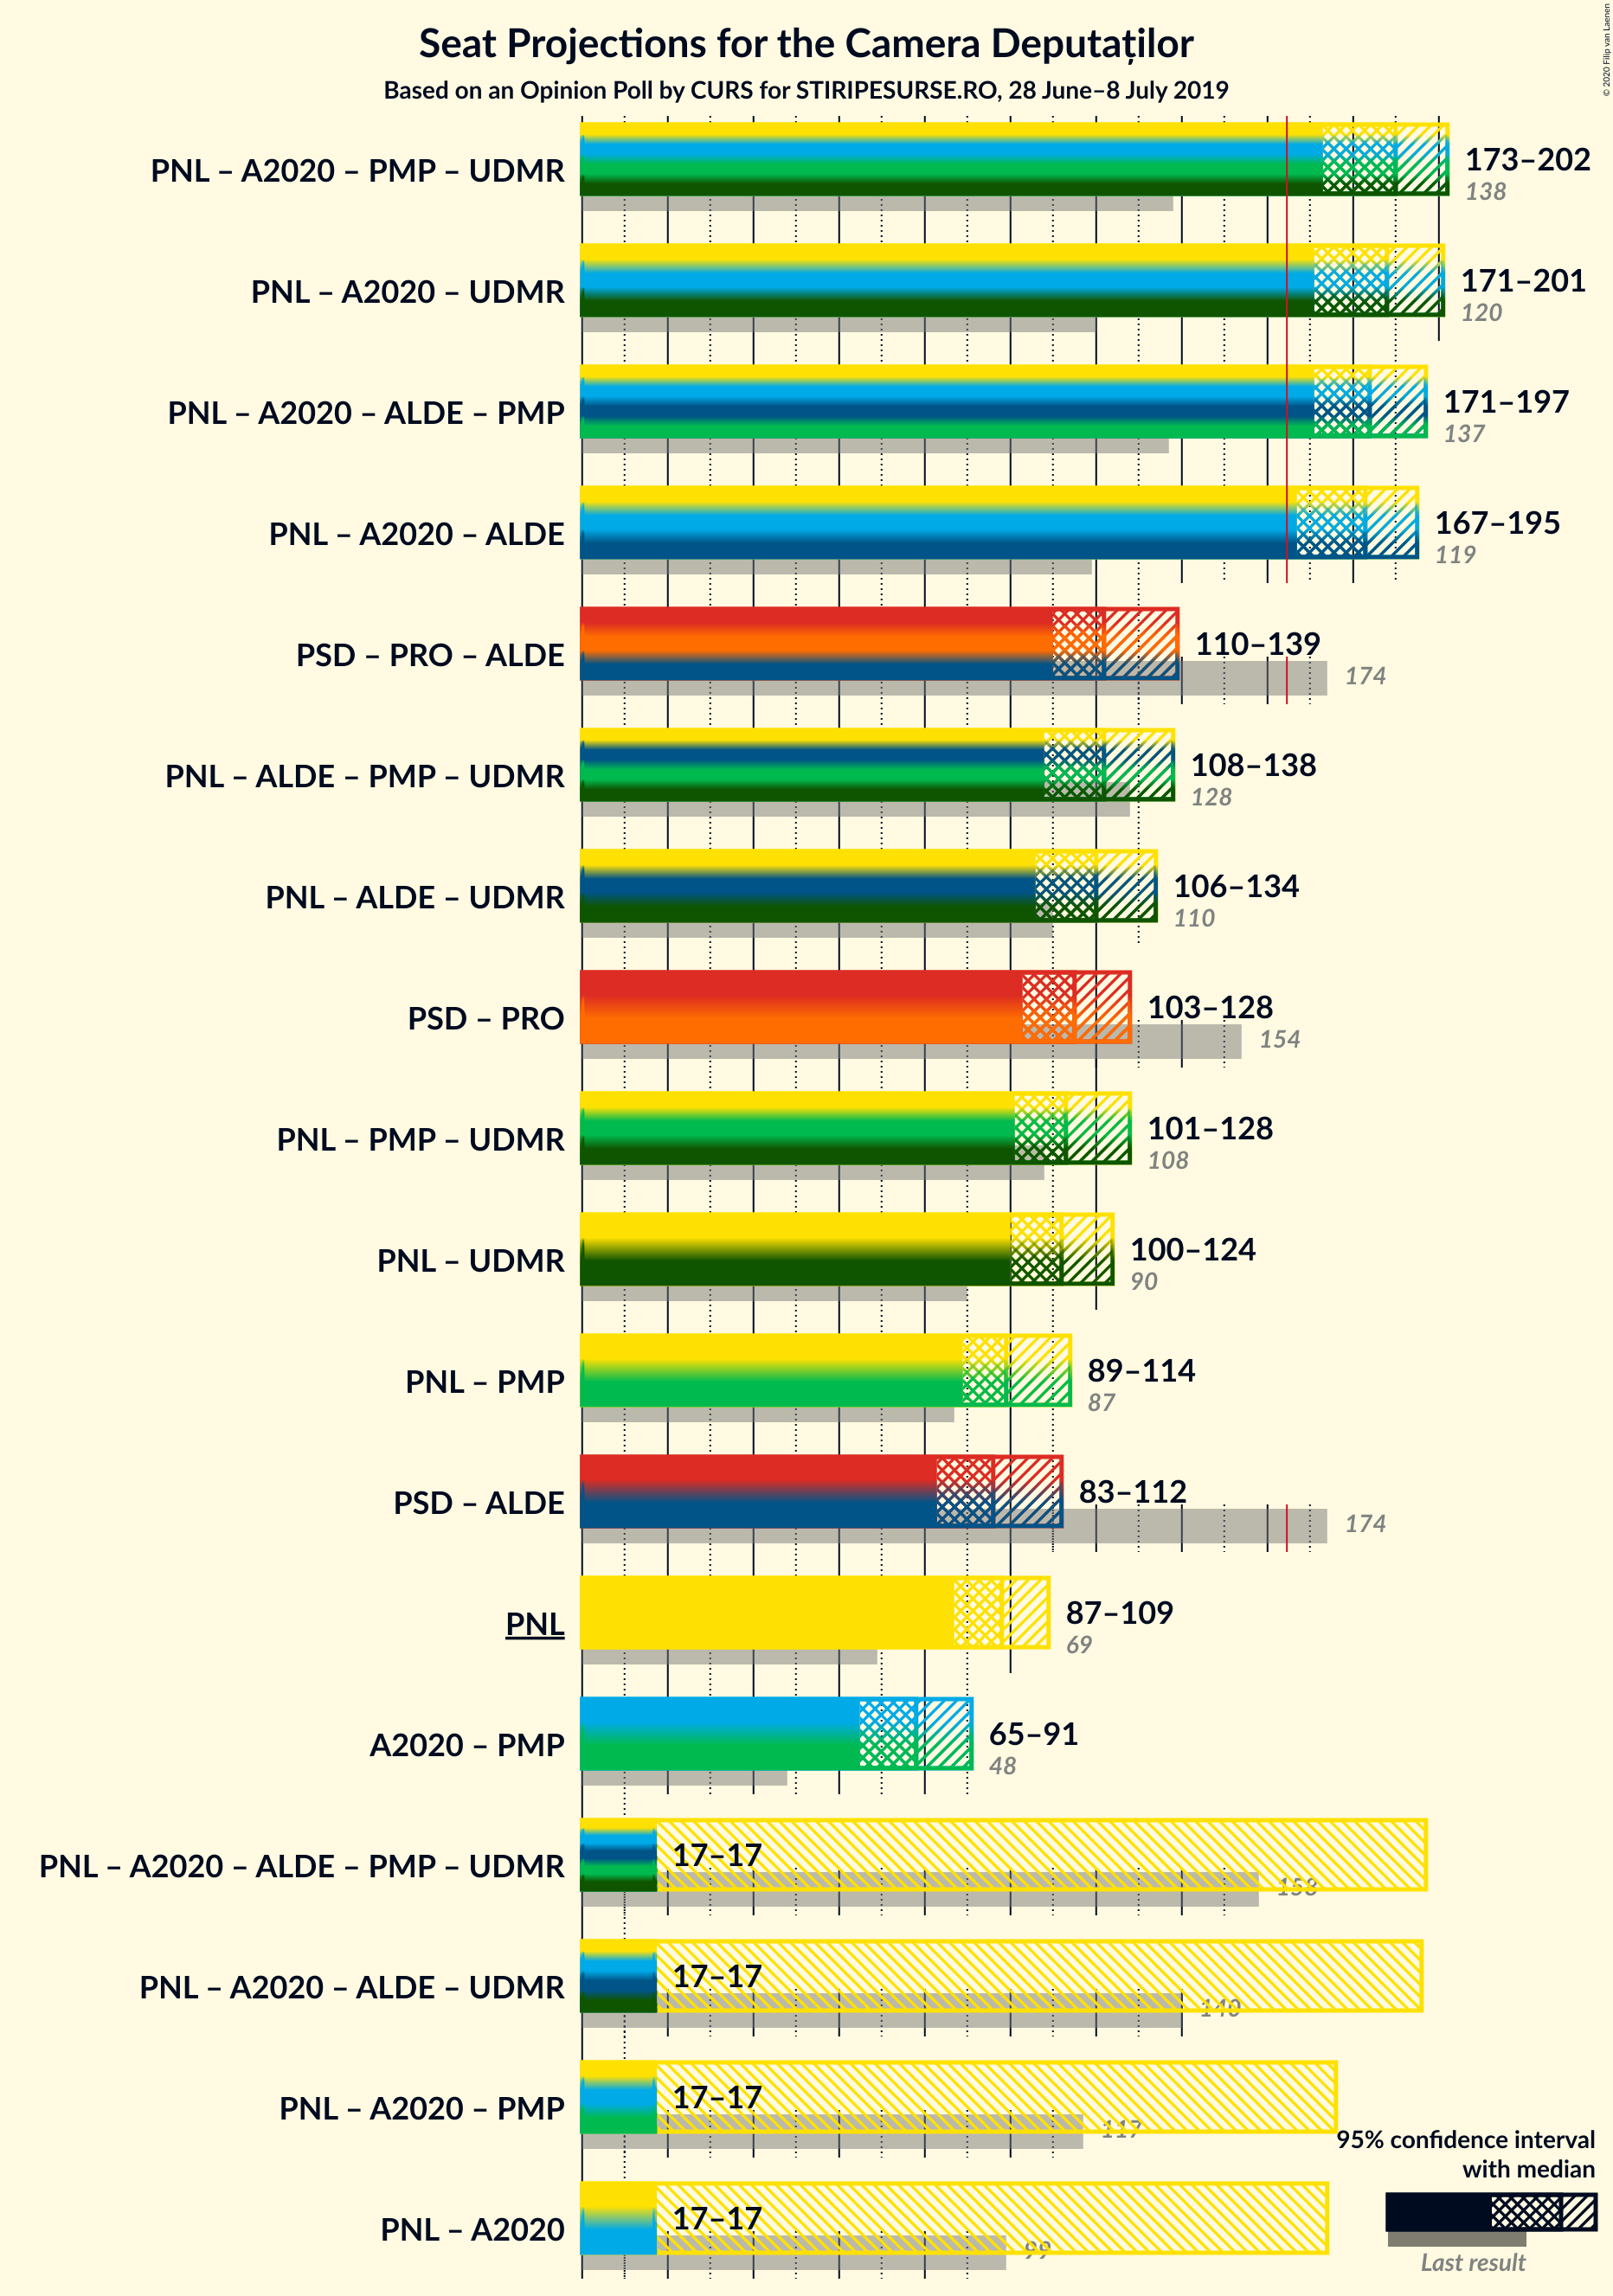 Seat Projections for the Camera Deputaților
Based on an Opinion Poll by CURS for STIRIPESURSE.RO, 28 June–8 July 2019
© 2020 Filip van Laenen
PNL – A2020 – PMP – UDMR
173–202
138
PNL – A2020 – UDMR
171–201
120
PNL – A2020 – ALDE – PMP
171–197
137
PNL – A2020 – ALDE
167–195
119
PSD – PRO – ALDE
110–139
174
PNL – ALDE – PMP – UDMR
108–138
128
PNL – ALDE – UDMR
106–134
110
PSD – PRO
103–128
154
PNL – PMP – UDMR
101–128
108
PNL – UDMR
100–124
90
PNL – PMP
89–114
87
PSD – ALDE
83–112
174
PNL
87–109
69
A2020 – PMP
65–91
48
PNL – A2020 – ALDE – PMP – UDMR
17–17
158
PNL – A2020 – ALDE – UDMR
17–17
140
PNL – A2020 – PMP
17–17
117
PNL – A2020
17–17
99
95% confidence interval
with median
Last result